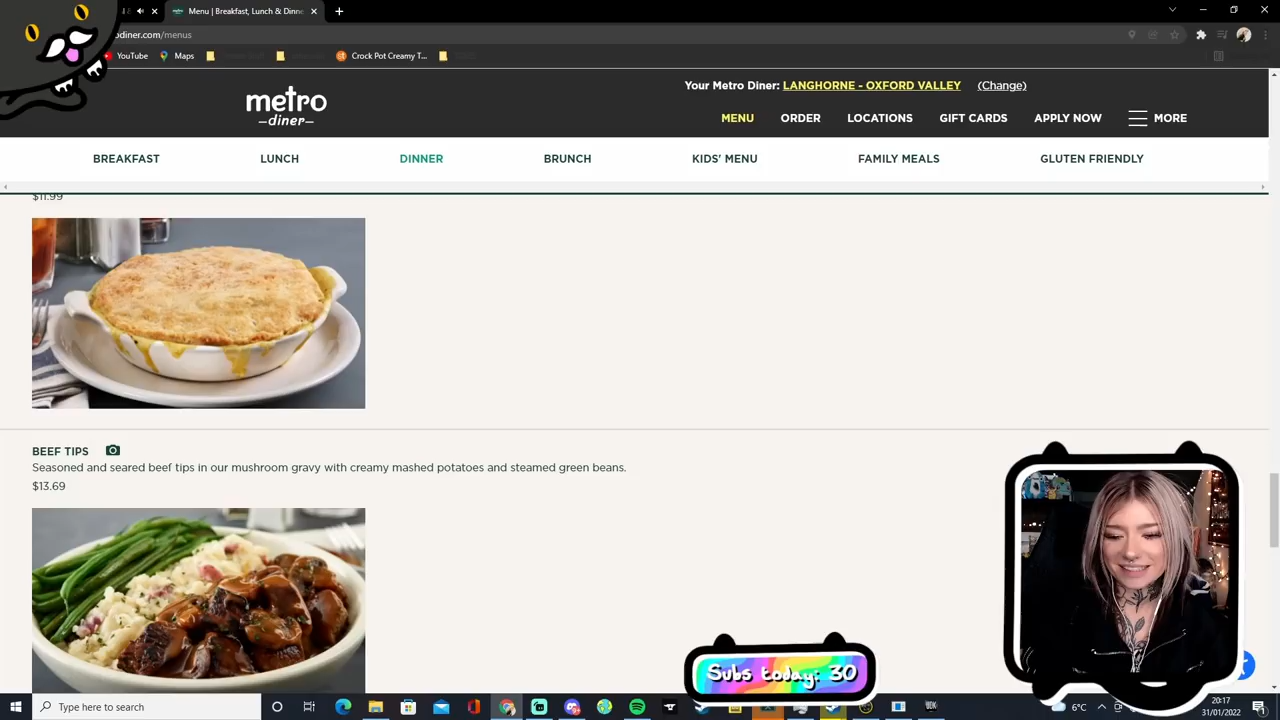 Menu | Breakfast, Lunch & Dinne
odiner.com/menus
YouTube
Maps
Crock Pot Creamy T...
metro
diner
Your Metro Diner: LANGHORNE - OXFORD VALLEY (Change)
MENU ORDER LOCATIONS GIFT CARDS APPLY NOW MORE
BREAKFAST LUNCH DINNER BRUNCH KIDS' MENU FAMILY MEALS GLUTEN FRIENDLY
$11.99
BEEF TIPS
Seasoned and seared beef tips in our mushroom gravy with creamy mashed potatoes and steamed green beans.
$13.69
Subs today: 30
Type here to search
6°C
20:17
31/01/2022